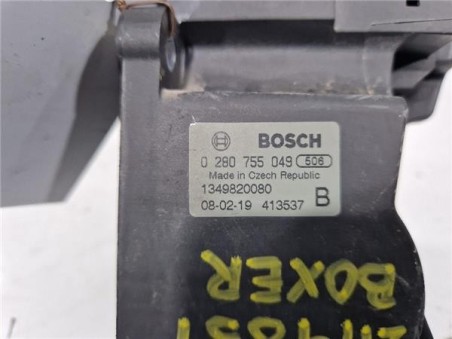 BOSCH
0 280 755 049 506
Made in Czech Republic
1349820080
08-02-19 413537 B
BOXER